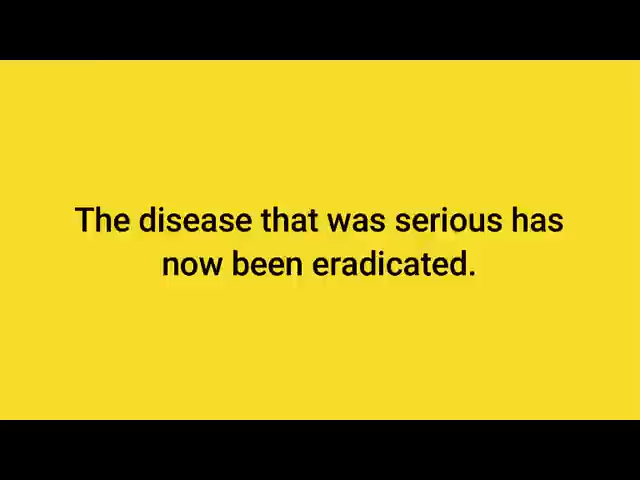 The disease that was serious has
now been eradicated.